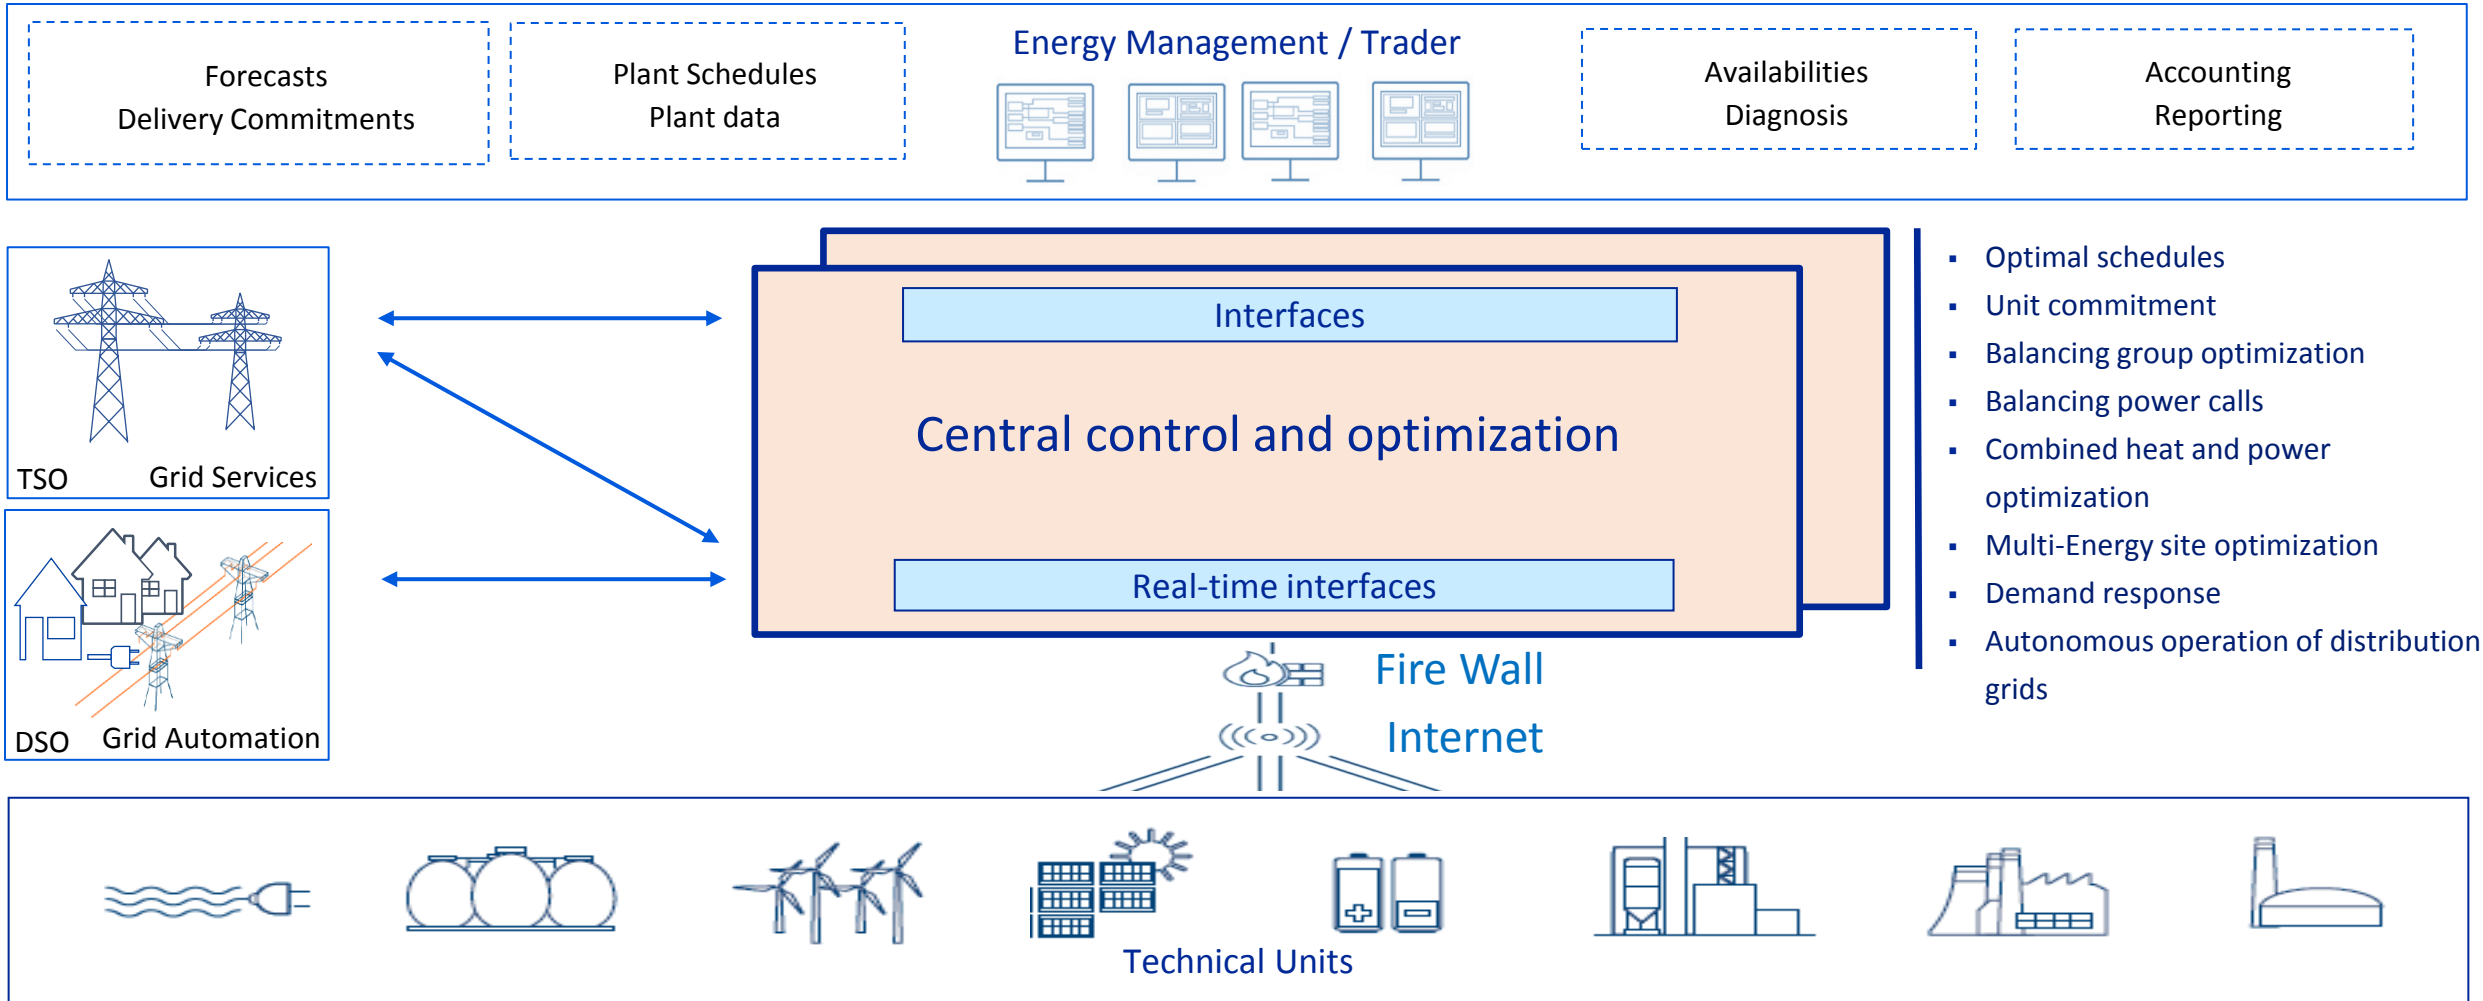 Forecasts
Delivery Commitments
Plant Schedules
Plant data
Energy Management / Trader
Availabilities
Diagnosis
Accounting
Reporting
TSO Grid Services
DSO Grid Automation
Interfaces
Central control and optimization
Real-time interfaces
Fire Wall
Internet
▪ Optimal schedules
▪ Unit commitment
▪ Balancing group optimization
▪ Balancing power calls
▪ Combined heat and power
optimization
▪ Multi-Energy site optimization
▪ Demand response
▪ Autonomous operation of distribution
grids
Technical Units